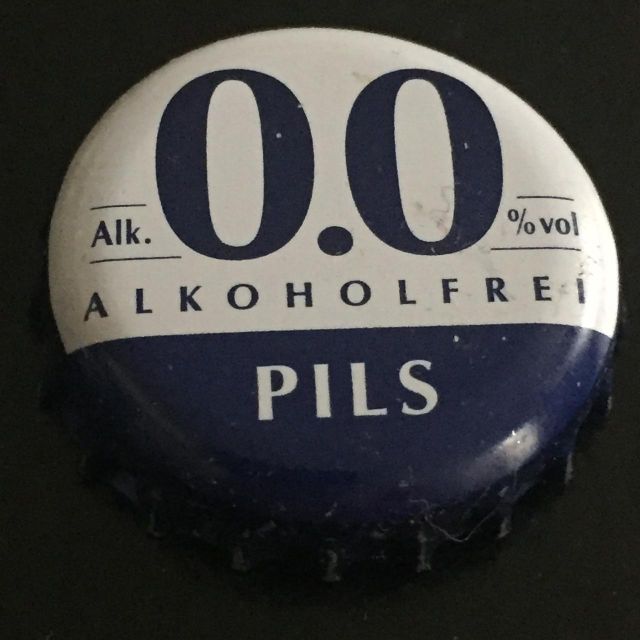 0.0
Alk. % vol
ALKOHOLFREI
PILS